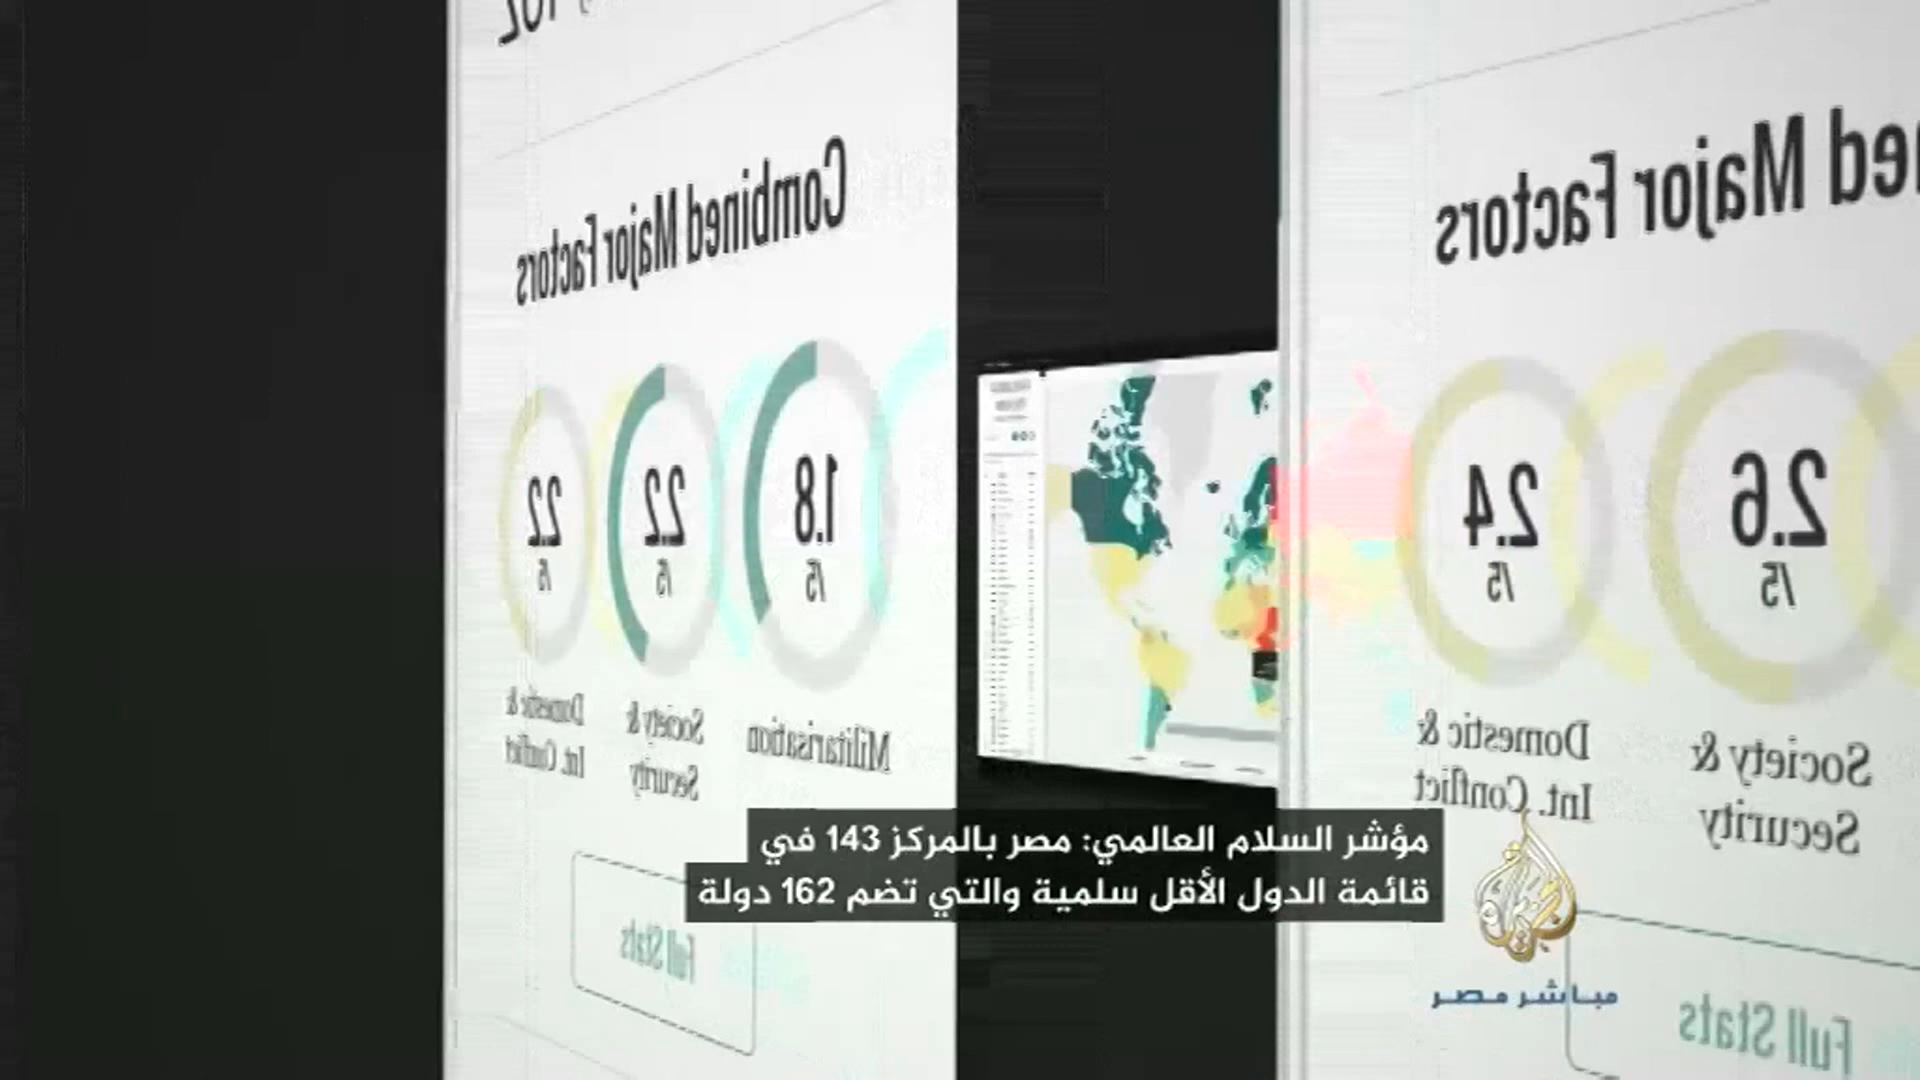 Combined Major Factors
2.2
/5
2.2
/5
1.8
/5
Domestic &
Int. Conflict
Society &
Security
Militarisation
Full Stats
ned Major Factors
2.4
/5
2.6
/5
Domestic &
Int. Conflict
Society &
Security
Full Stats
مؤشر السلام العالمي: مصر بالمركز 143 في
قائمة الدول الأقل سلمية والتي تضم 162 دولة
مباشر مصر